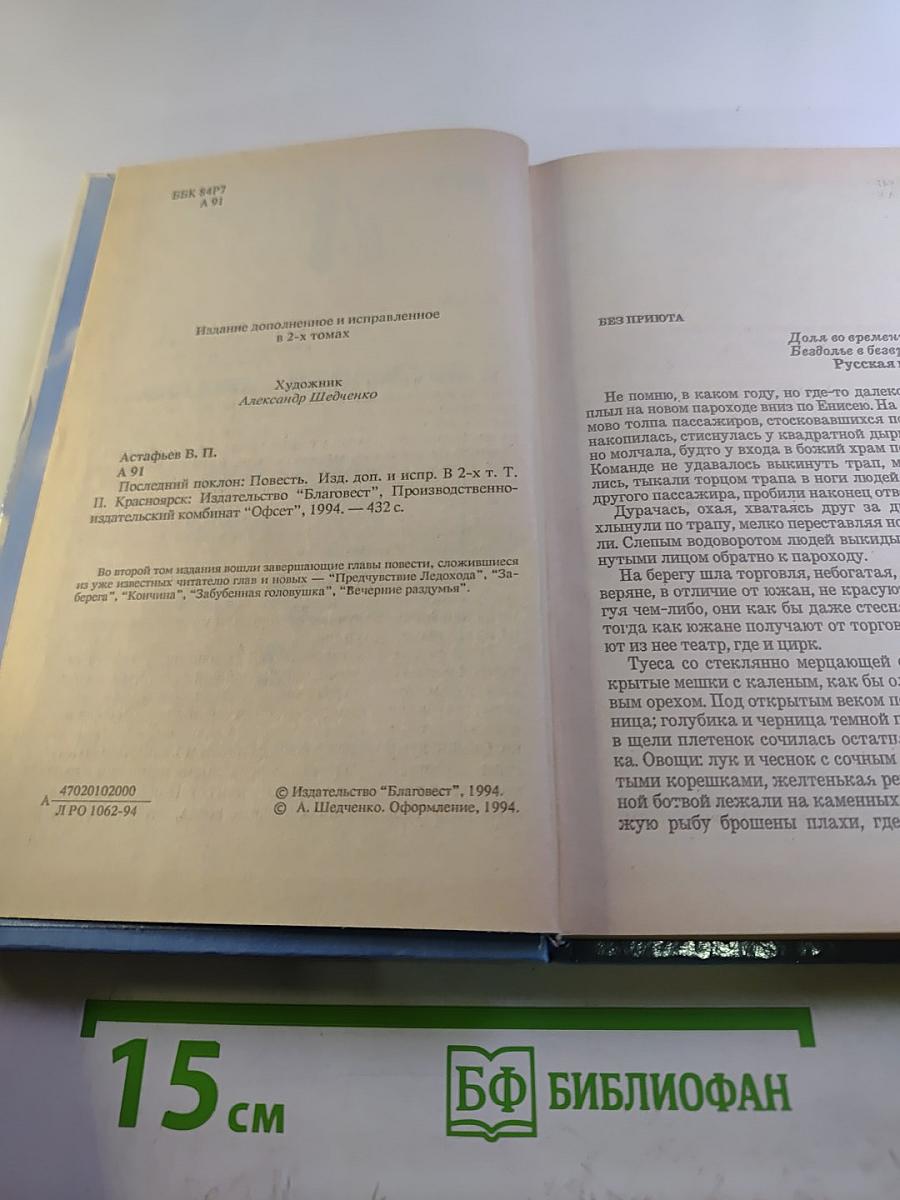 ББК 84Р7
А 91
Издание дополненное и исправленное
в 2-х томах
Художник
Александр Шедченко
Астафьев В. П.
А 91
Последний поклон: Повесть. Изд. доп. и испр. В 2-х т. Т.
П. Красноярск: Издательство "Благовест", Производственно-
издательский комбинат "Офсет", 1994. — 432 с.
Во второй том издания вошли завершающие главы повести, сложившиеся
из уже известных читателю глав и новых — "Предчувствие Ледохода", "За-
берега", "Кончина", "Забубенная головушка", "Вечерние раздумья".
А 47020102000
Л РО 1062-94
© Издательство "Благовест", 1994.
© А. Шедченко. Оформление, 1994.
БЕЗ ПРИЮТА
Доля во
Бездолье в
Русская
Не помню, в каком году, но где-то
плыл на новом пароходе вниз по Енисею. На
мово толпа пассажиров, стосковавшихся
накопилась, стиснулась у квадратной
но молчала, будто у входа в божий храм
Команде не удавалось выкинуть трап,
лись, тыкали торцом трапа в ноги людей
другого пассажира, пробили наконец
Дурачась, охая, хватаясь друг за
хлынули по трапу, мелко переставляя
ли. Слепым водоворотом людей
нутыми лицом обратно к пароходу.
На берегу шла торговля, небогатая,
веряне, в отличие от южан, не
гуя чем-либо, они как бы даже
тогда как южане получают от
ют из нее театр, где и цирк.
Туеса со стеклянно мерцающей
крытые мешки с каленым, как бы
вым орехом. Под открытым веком
ница; голубика и черника темной
в щели плетенок сочилась
ка. Овощи: лук и чеснок с сочным
тыми корешками, желтенькая
ной ботвой лежали на каменных
жую рыбу брошены плахи, где
15 см
БФ БИБЛИОФАН